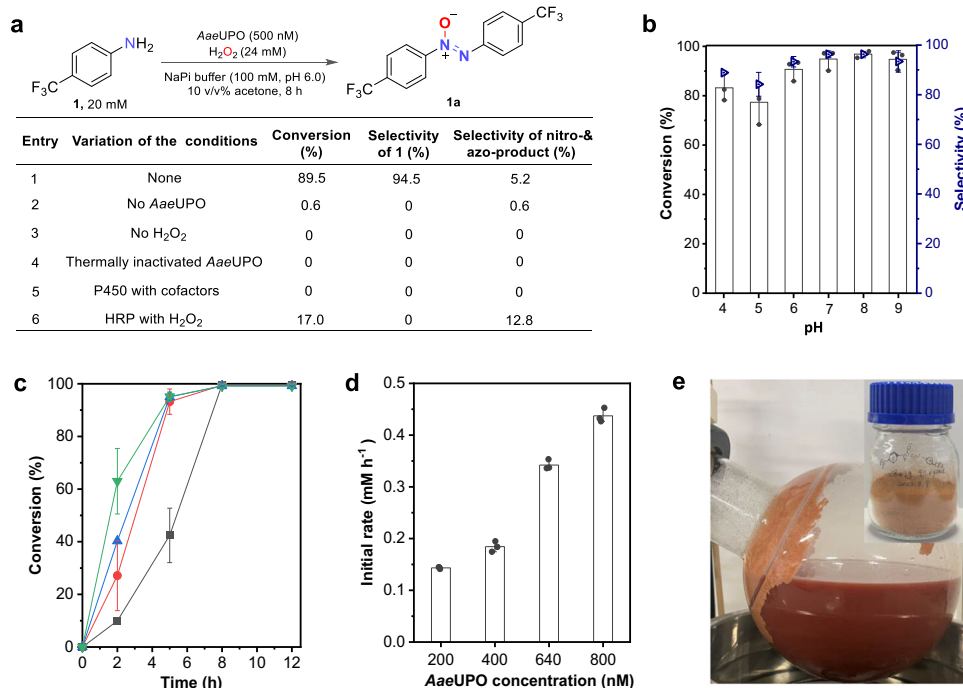 a
NH2
F3C
1, 20 mM
AaeUPO (500 nM)
H2O2 (24 mM)
NaPi buffer (100 mM, pH 6.0)
10 v/v% acetone, 8 h
O−
N+
N
CF3
F3C
1a
Entry Variation of the conditions Conversion (%) Selectivity of 1 (%) Selectivity of nitro-& azo-product (%)
1 None 89.5 94.5 5.2
2 No AaeUPO 0.6 0 0.6
3 No H2O2 0 0 0
4 Thermally inactivated AaeUPO 0 0 0
5 P450 with cofactors 0 0 0
6 HRP with H2O2 17.0 0 12.8
b
Conversion (%)
100
80
60
40
20
0
4 5 6 7 8 9
pH
100
80
60
40
20
0
Selectivity (%)
c
Conversion (%)
100
80
60
40
20
0
0 2 4 6 8 10 12
Time (h)
d
Initial rate (mM h-1)
0.5
0.4
0.3
0.2
0.1
0.0
200 400 640 800
AaeUPO concentration (nM)
e